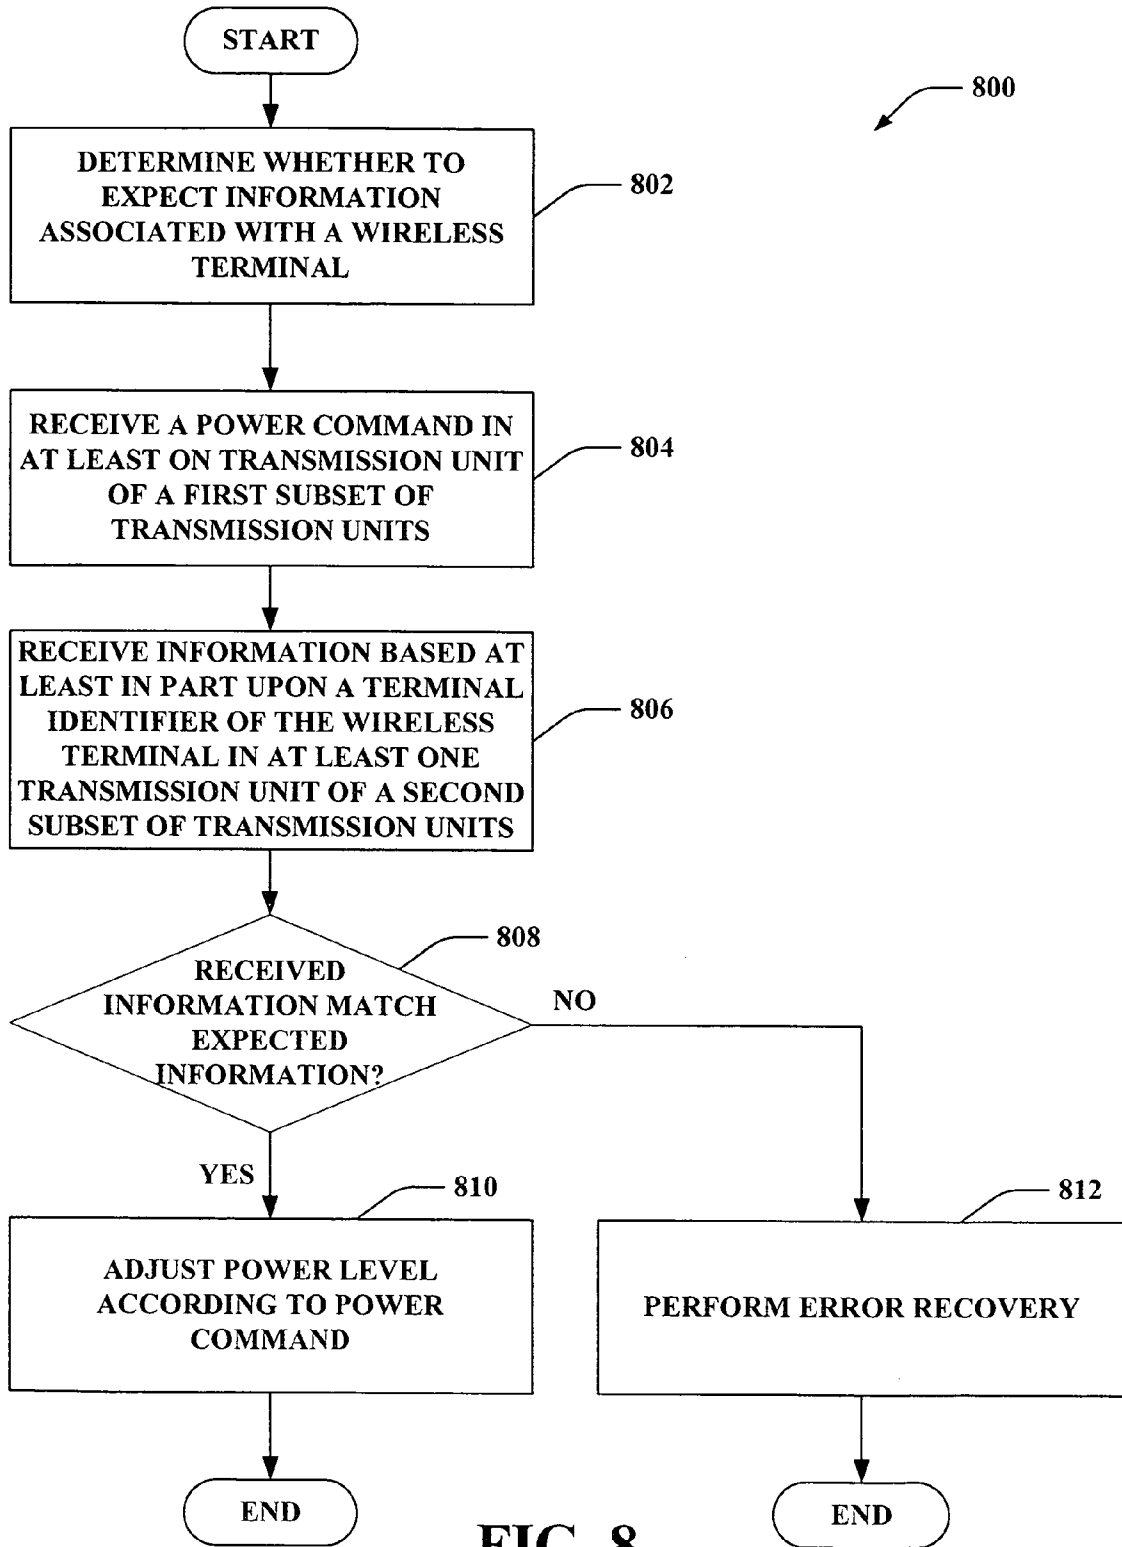 START
800
DETERMINE WHETHER TO
EXPECT INFORMATION
ASSOCIATED WITH A WIRELESS
TERMINAL
802
RECEIVE A POWER COMMAND IN
AT LEAST ON TRANSMISSION UNIT
OF A FIRST SUBSET OF
TRANSMISSION UNITS
804
RECEIVE INFORMATION BASED AT
LEAST IN PART UPON A TERMINAL
IDENTIFIER OF THE WIRELESS
TERMINAL IN AT LEAST ONE
TRANSMISSION UNIT OF A SECOND
SUBSET OF TRANSMISSION UNITS
806
808
RECEIVED
INFORMATION MATCH
EXPECTED
INFORMATION?
NO
YES
810
ADJUST POWER LEVEL
ACCORDING TO POWER
COMMAND
812
PERFORM ERROR RECOVERY
END
END
FIG. 8